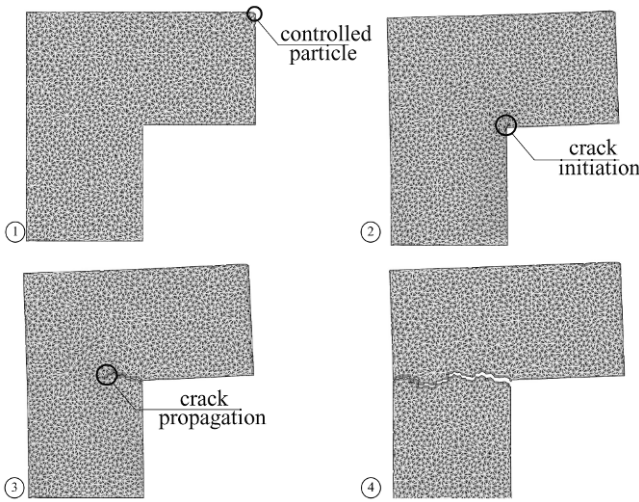 controlled
particle
1
crack
initiation
2
crack
propagation
3
4